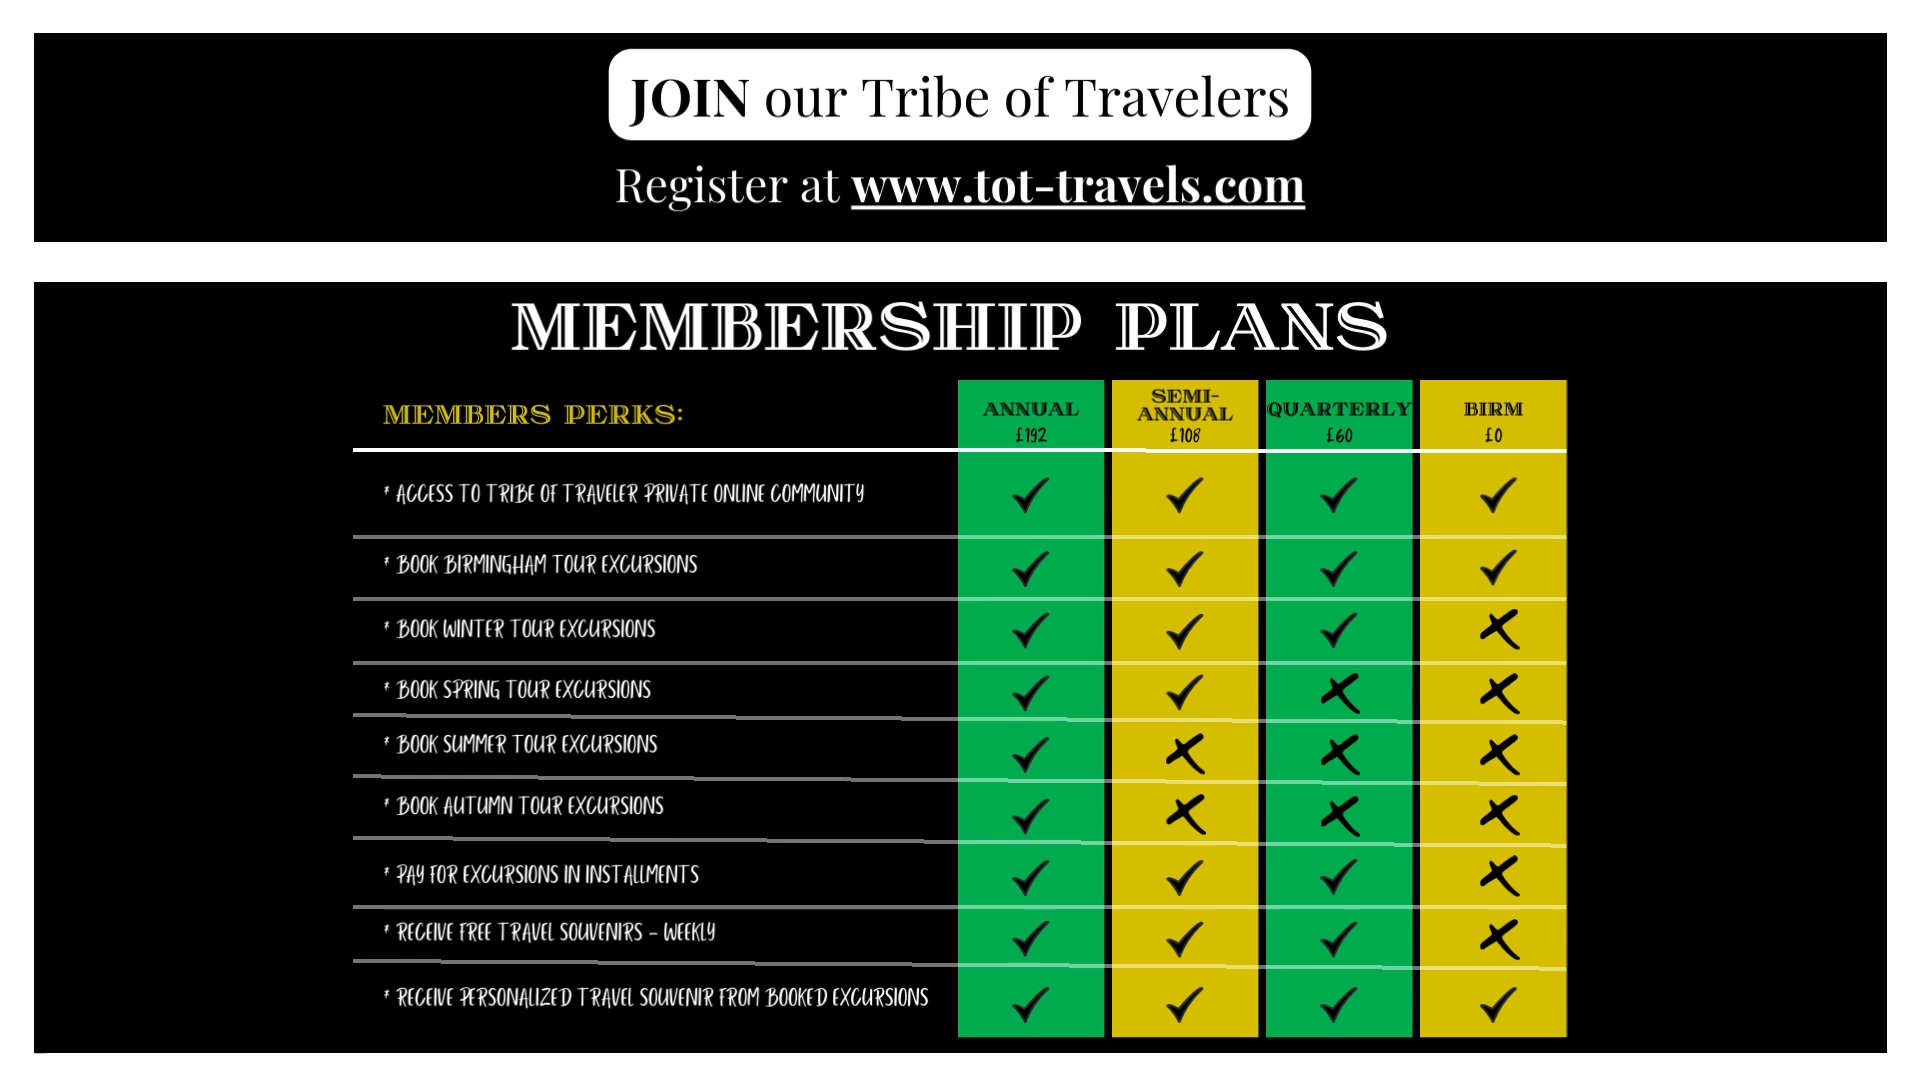 JOIN our Tribe of Travelers
Register at www.tot-travels.com
MEMBERSHIP PLANS
MEMBERS PERKS:
ANNUAL
£192
SEMI-
ANNUAL
£108
QUARTERLY
£60
BIRM
£0
* ACCESS TO TRIBE OF TRAVELER PRIVATE ONLINE COMMUNITY
* BOOK BIRMINGHAM TOUR EXCURSIONS
* BOOK WINTER TOUR EXCURSIONS
* BOOK SPRING TOUR EXCURSIONS
* BOOK SUMMER TOUR EXCURSIONS
* BOOK AUTUMN TOUR EXCURSIONS
* PAY FOR EXCURSIONS IN INSTALLMENTS
* RECEIVE FREE TRAVEL SOUVENIRS - WEEKLY
* RECEIVE PERSONALIZED TRAVEL SOUVENIR FROM BOOKED EXCURSIONS